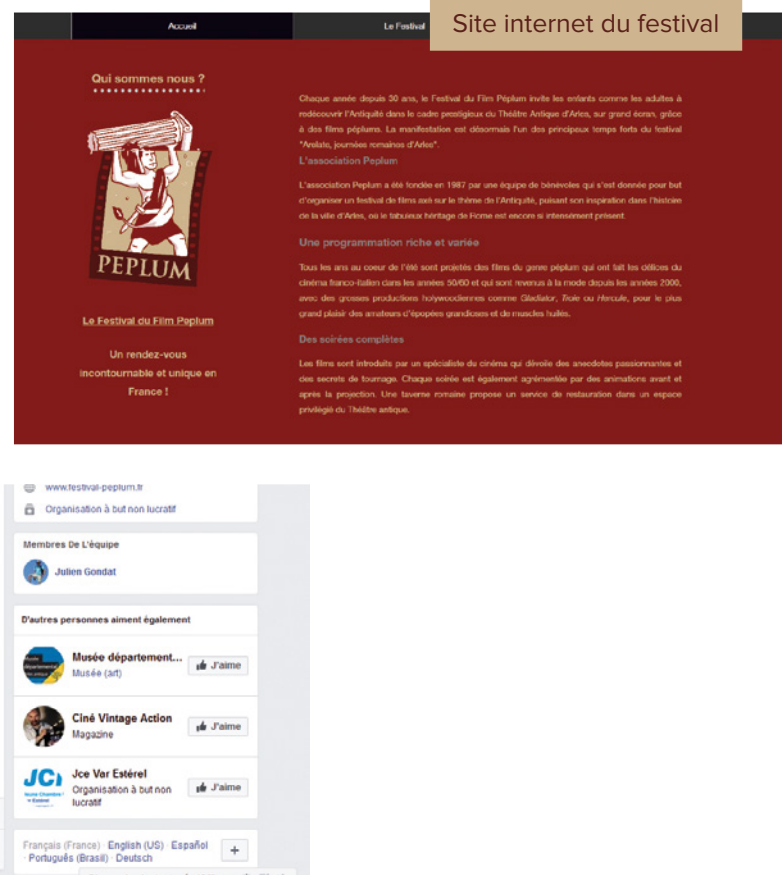 Site internet du festival
Accueil
Le Festival
Qui sommes nous ?
PEPLUM
Le Festival du Film Peplum
Un rendez-vous
incontournable et unique en
France !
Chaque année depuis 30 ans, le Festival du Film Péplum invite les enfants comme les adultes à
redécouvrir l'Antiquité dans le cadre prestigieux du Théâtre Antique d'Arles, sur grand écran, grâce
à des films péplums. La manifestation est désormais l'un des principaux temps forts du festival
"Arelate, journées romaines d'Arles".
L'association Peplum
L'association Peplum a été fondée en 1987 par une équipe de bénévoles qui s'est donnée pour but
d'organiser un festival de films axé sur le thème de l'Antiquité, puisant son inspiration dans l'histoire
de la ville d'Arles, où le fabuleux héritage de Rome est encore si intensément présent.
Une programmation riche et variée
Tous les ans au coeur de l'été sont projetés des films du genre péplum qui ont fait les délices du
cinéma franco-italien dans les années 50/60 et qui sont revenus à la mode depuis les années 2000,
avec des grosses productions holywoodiennes comme Gladiator, Troie ou Hercule, pour le plus
grand plaisir des amateurs d'épopées grandioses et de muscles huilés.
Des soirées complètes
Les films sont introduits par un spécialiste du cinéma qui dévoile des anecdotes passionnantes et
des secrets de tournage. Chaque soirée est également agrémentée par des animations avant et
après la projection. Une taverne romaine propose un service de restauration dans un espace
privilégié du Théâtre antique.
www.festival-peplum.fr
Organisation à but non lucratif
Membres De L'équipe
Julien Gondat
D'autres personnes aiment également
Musée département...
Musée (art)
J'aime
Ciné Vintage Action
Magazine
J'aime
JCI
Jce Var Estérel
Organisation à but non
lucratif
J'aime
Français (France) · English (US) · Español
· Português (Brasil) · Deutsch
+